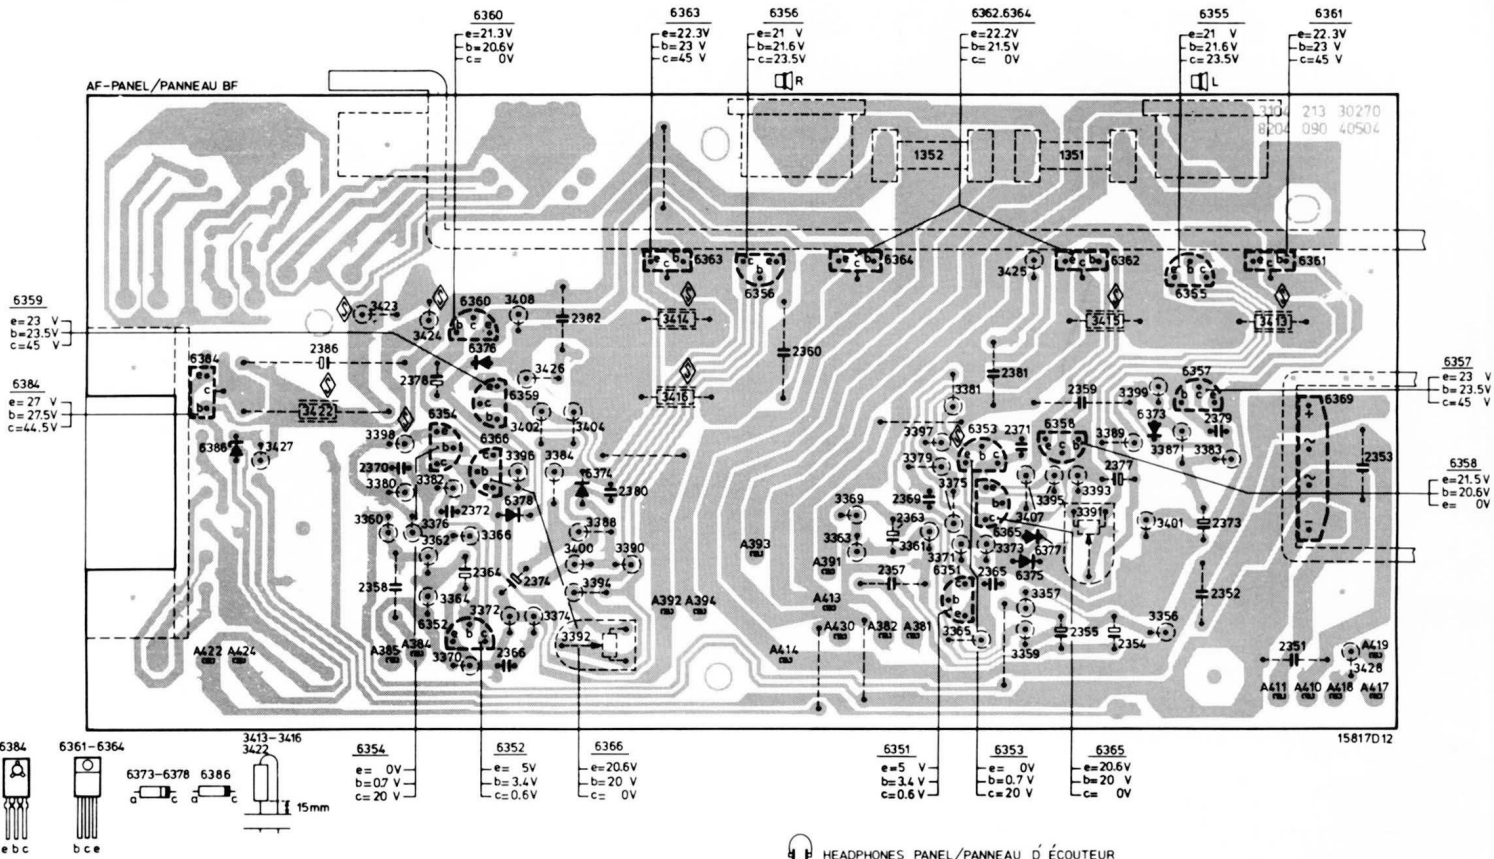 6360
e=21.3V
b=20.6V
c= 0V
6363
e=22.3V
b=23 V
c=45 V
6356
e=21 V
b=21.6V
c=23.5V
R
6362.6364
e=22.2V
b=21.5V
c= 0V
6355
e=21 V
b=21.6V
c=23.5V
L
6361
e=22.3V
b=23 V
c=45 V
AF-PANEL/PANNEAU BF
3104 213 30270
8204 090 40504
1352
1351
6363
6356
6364
3425
6362
6355
6361
6359
e=23 V
b=23.5V
c=45 V
6384
e=27 V
b=27.5V
c=44.5V
3423
3424
6360
3408
2362
3414
3415
3413
6384
2386
6376
2378
3426
2360
2381
3381
2359
3399
6357
6357
e=23 V
b=23.5V
c=45 V
3422
6359
3416
6369
6354
3402
3404
3398
6366
3397
6353
2371
6358
3389
6373
2379
6386
3427
2370
3396
3384
3379
3387
3383
2353
3380
3382
6374
2380
3375
2377
6358
e=21.5V
b=20.6V
e= 0V
2372
6378
2369
3395
3393
3360
3376
3388
3369
2363
3407
3391
3401
2373
3362
3366
3363
3361
6365
6377
A393
3371
3373
3400
3390
A391
6351
2365
6375
2358
2364
2374
3394
2357
3357
2352
3364
A392
A394
A413
6352
3372
3374
A430
A382
A381
3365
3356
A422
A424
A385
A384
3392
2355
2354
2351
A419
3370
2366
A414
3359
3428
A411
A410
A418
A417
15817D12
6384
e b c
6361-6364
b c e
6373-6378
a c
6386
a c
3413-3416
3422
15mm
6354
e= 0V
b=0.7 V
c=20 V
6352
e= 5V
b=3.4V
c=0.6V
6366
e=20.6V
b=20 V
c= 0V
6351
e=5 V
b=3.4 V
c=0.6 V
6353
e= 0V
b=0.7 V
c=20 V
6365
e=20.6V
b=20 V
c= 0V
HEADPHONES PANEL/PANNEAU D'ÉCOUTEUR